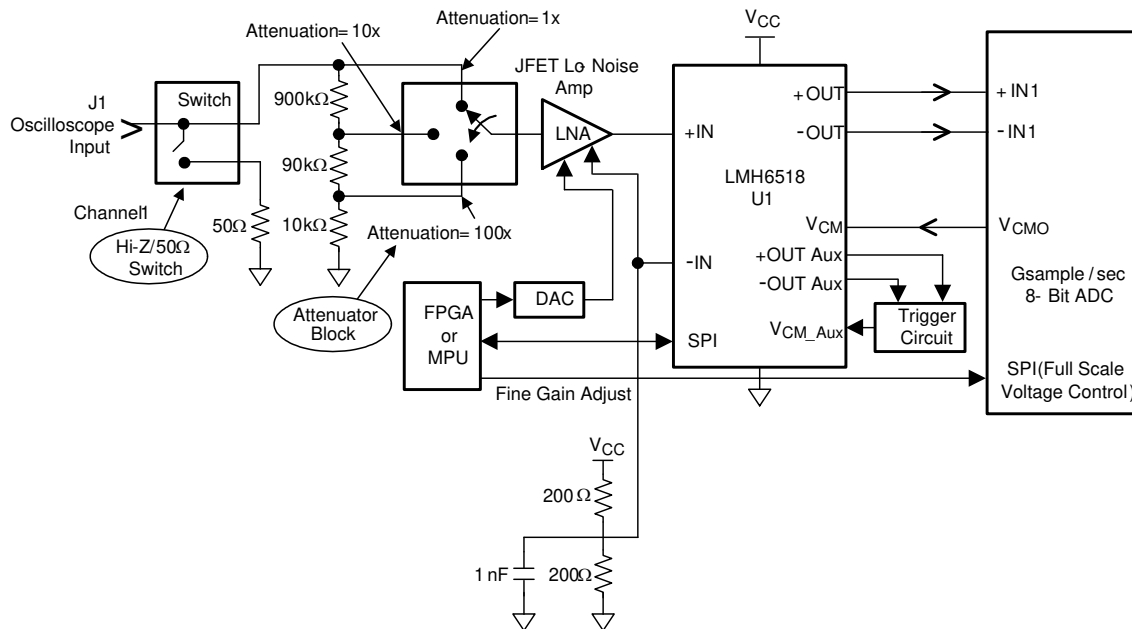 J1
Oscilloscope
Input
Switch
Channel1
Hi-Z/50Ω
Switch
50Ω
Attenuation=10x
Attenuation=1x
900kΩ
90kΩ
10kΩ
Attenuation=100x
Attenuator
Block
JFET Lo Noise
Amp
LNA
FPGA
or
MPU
DAC
Fine Gain Adjust
VCC
+IN
-IN
SPI
LMH6518
U1
+OUT
-OUT
VCM
+OUT Aux
-OUT Aux
VCM_Aux
Trigger
Circuit
+IN1
-IN1
VCMO
Gsample/sec
8-Bit ADC
SPI(Full Scale
Voltage Control)
VCC
200Ω
1nF
200Ω